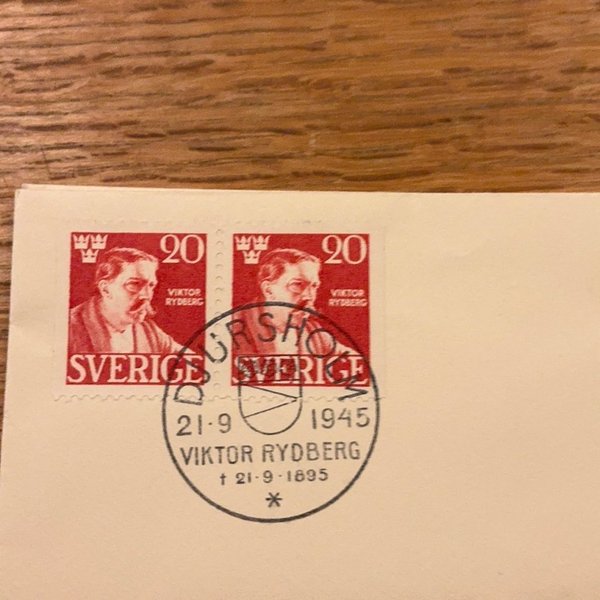 20
VIKTOR
RYDBERG
SVERIGE
20
VIKTOR
RYDBERG
SVERIGE
DJURSHOLM
21·9 1945
VIKTOR RYDBERG
† 21·9·1895
*